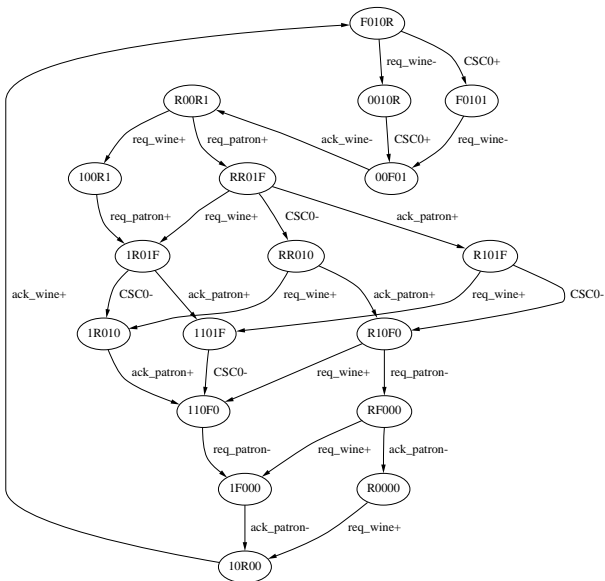 F010R
req_wine-
CSC0+
R00R1
0010R
F0101
req_wine+
req_patron+
ack_wine-
CSC0+
req_wine-
100R1
RR01F
00F01
req_patron+
req_wine+
CSC0-
ack_patron+
1R01F
RR010
R101F
ack_wine+
CSC0-
ack_patron+
req_wine+
ack_patron+
req_wine+
CSC0-
1R010
1101F
R10F0
ack_patron+
CSC0-
req_wine+
req_patron-
110F0
RF000
req_patron-
req_wine+
ack_patron-
1F000
R0000
ack_patron-
req_wine+
10R00